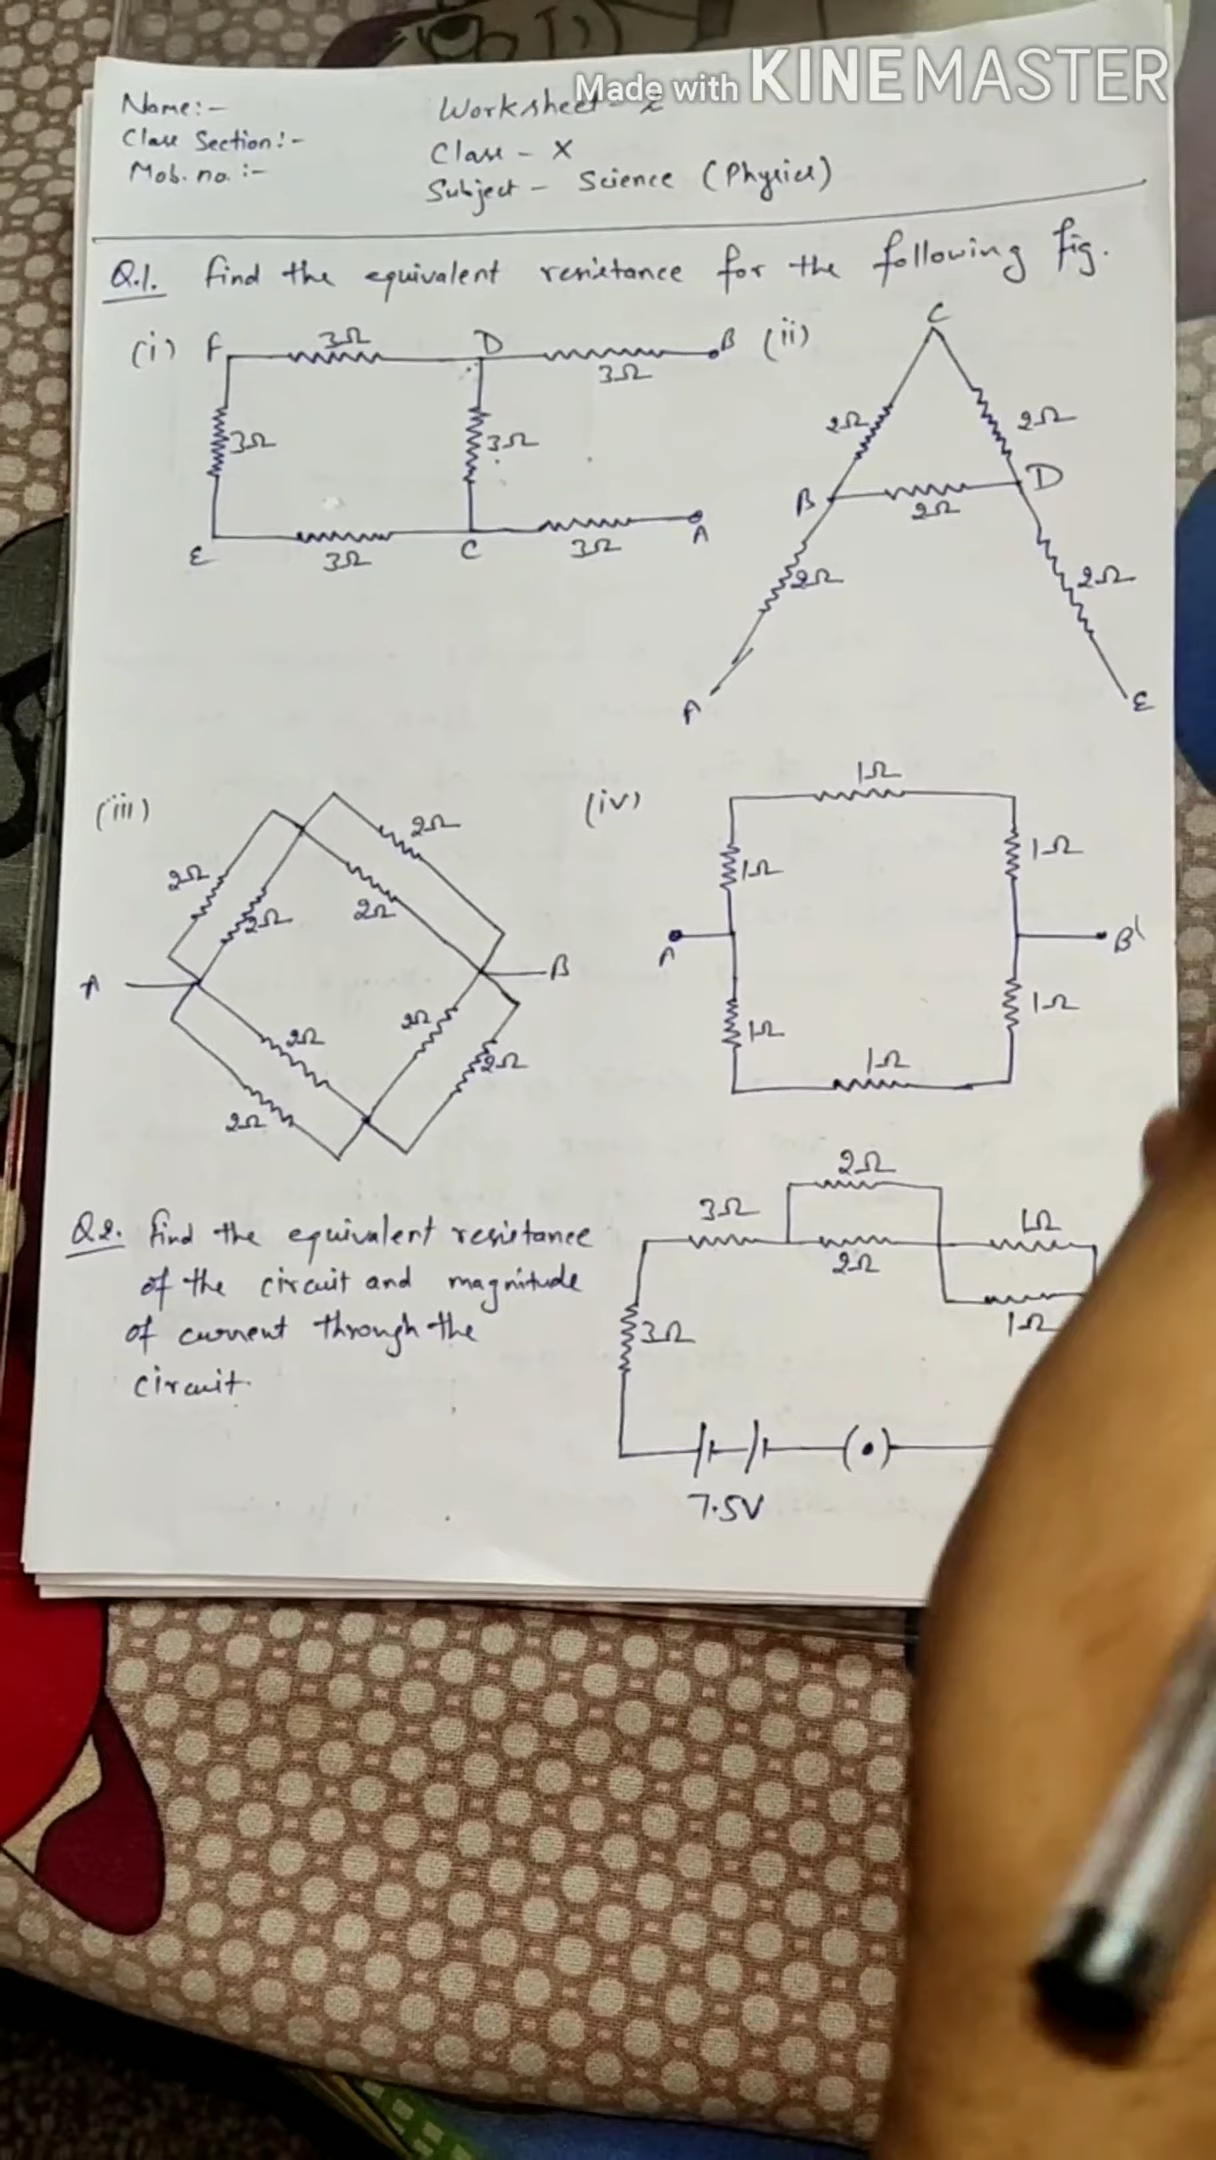 Made with KINEMASTER
Name:-
Worksheet-
Class Section:-
Class - X
Mob. no. :-
Subject - Science (Physics)
Q.1. Find the equivalent resistance for the following fig.
(i) F 3Ω D B
3Ω
3Ω 3Ω
E 3Ω C 3Ω A
(ii) C
2Ω 2Ω
B 2Ω D
2Ω 2Ω
A E
(iii)
2Ω
2Ω 2Ω 2Ω
A B
2Ω 2Ω
2Ω 2Ω
(iv) 1Ω
1Ω 1Ω
A B
1Ω 1Ω
1Ω
Q2. Find the equivalent resistance
of the circuit and magnitude
of current through the
circuit.
2Ω
3Ω 1Ω
2Ω
3Ω 1Ω
7.5V